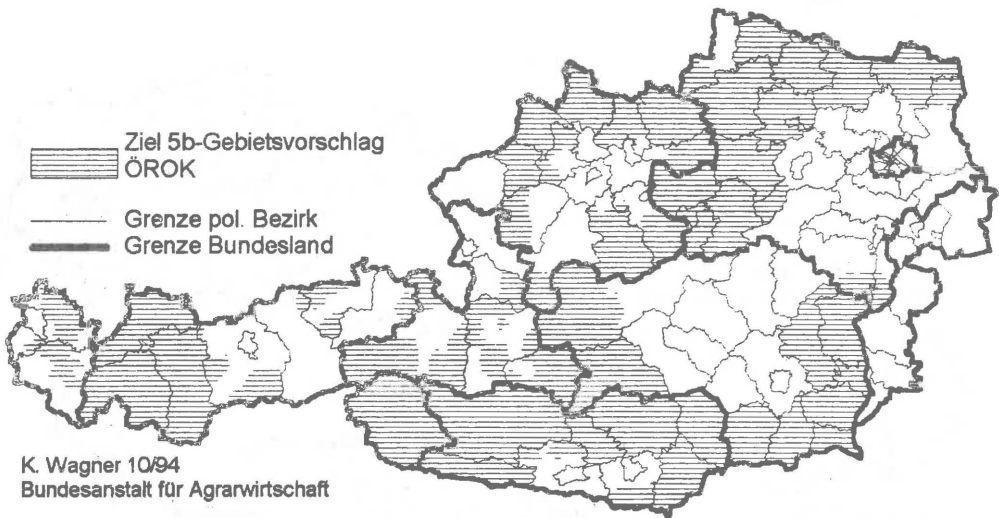 Ziel 5b-Gebietsvorschlag
ÖROK
Grenze pol. Bezirk
Grenze Bundesland
K. Wagner 10/94
Bundesanstalt für Agrarwirtschaft